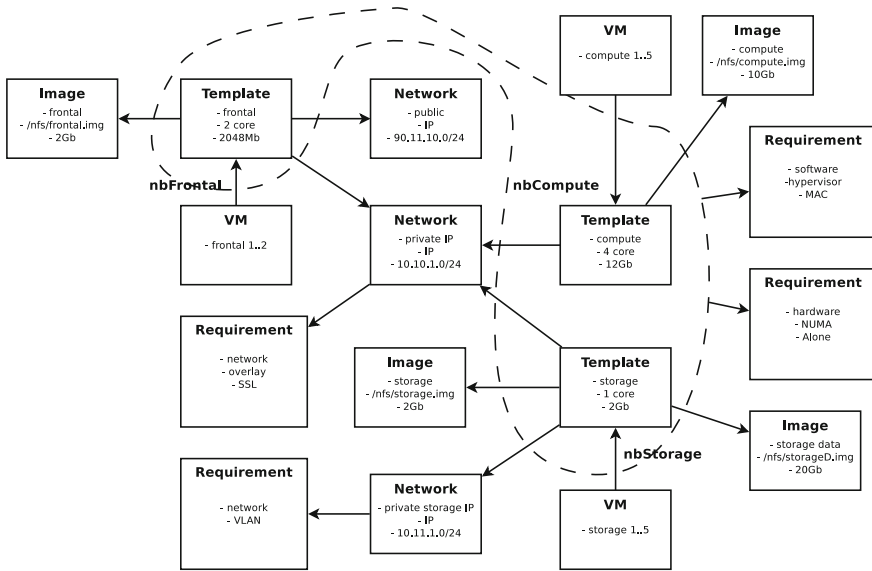 VM
- compute 1..5
Image
- compute
- /nfs/compute.img
- 10Gb
Image
- frontal
- /nfs/frontal.img
- 2Gb
Template
- frontal
- 2 core
- 2048Mb
Network
- public
- IP
- 90.11.10.0/24
Requirement
- software
-hypervisor
- MAC
nbFrontal
nbCompute
VM
- frontal 1..2
Network
- private IP
- IP
- 10.10.1.0/24
Template
- compute
- 4 core
- 12Gb
Requirement
- hardware
- NUMA
- Alone
Requirement
- network
- overlay
- SSL
Image
- storage
- /nfs/storage.img
- 2Gb
Template
- storage
- 1 core
- 2Gb
Image
- storage data
- /nfs/storageD.img
- 20Gb
nbStorage
Requirement
- network
- VLAN
Network
- private storage IP
- IP
- 10.11.1.0/24
VM
- storage 1..5